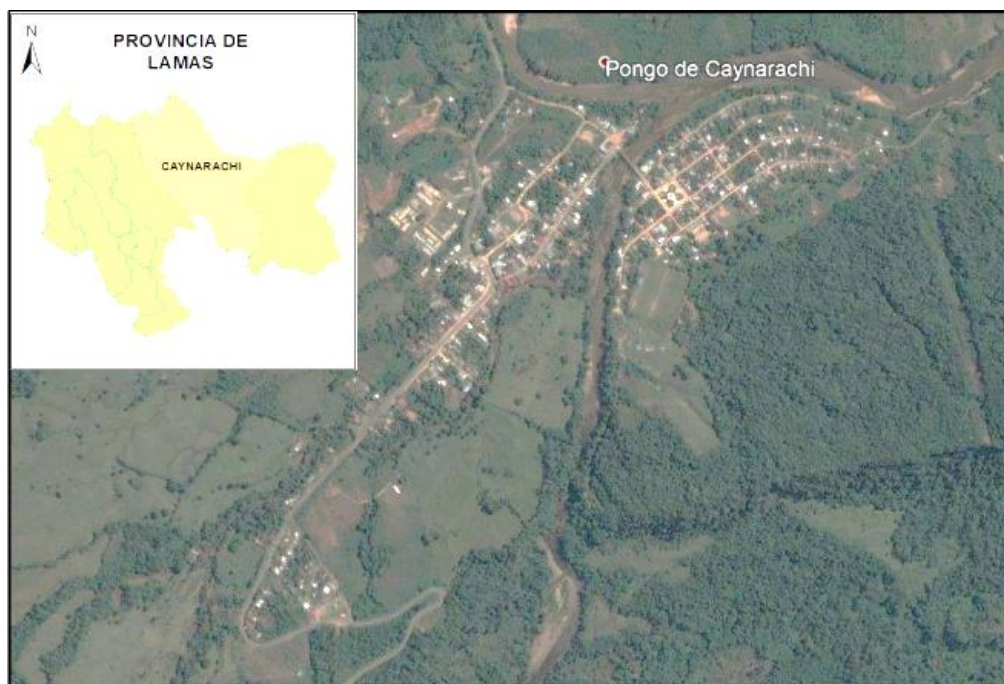 N
PROVINCIA DE
LAMAS
CAYNARACHI
Pongo de Caynarachi